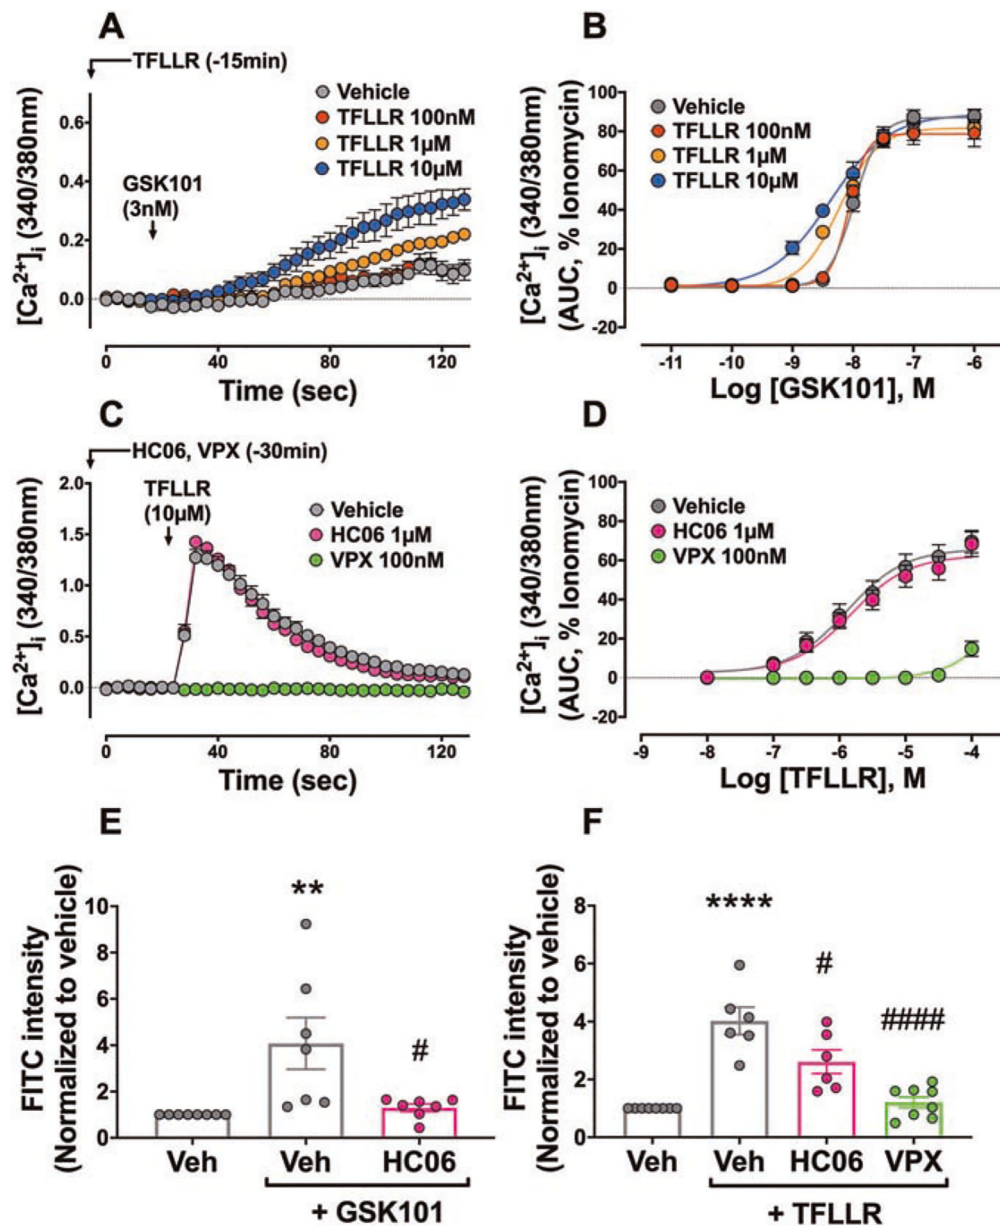 A
TFLLR (-15min)
[Ca²⁺]ᵢ (340/380nm)
0.6
0.4
0.2
0.0
GSK101
(3nM)
Vehicle
TFLLR 100nM
TFLLR 1µM
TFLLR 10µM
0 40 80 120
Time (sec)
B
[Ca²⁺]ᵢ (340/380nm)
(AUC, % Ionomycin)
100
80
60
40
20
0
-20
Vehicle
TFLLR 100nM
TFLLR 1µM
TFLLR 10µM
-11 -10 -9 -8 -7 -6
Log [GSK101], M
C
HC06, VPX (-30min)
[Ca²⁺]ᵢ (340/380nm)
2.0
1.5
1.0
0.5
0.0
TFLLR
(10µM)
Vehicle
HC06 1µM
VPX 100nM
0 40 80 120
Time (sec)
D
[Ca²⁺]ᵢ (340/380nm)
(AUC, % Ionomycin)
100
80
60
40
20
0
-20
Vehicle
HC06 1µM
VPX 100nM
-9 -8 -7 -6 -5 -4
Log [TFLLR], M
E
FITC intensity
(Normalized to vehicle)
10
8
6
4
2
0
**
#
Veh Veh HC06
+ GSK101
F
FITC intensity
(Normalized to vehicle)
8
6
4
2
0
****
#
####
Veh Veh HC06 VPX
+ TFLLR